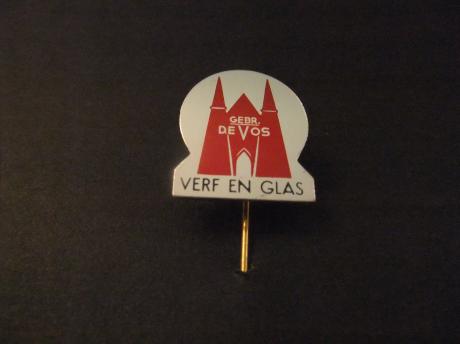 GEBR.
DE VOS
VERF EN GLAS